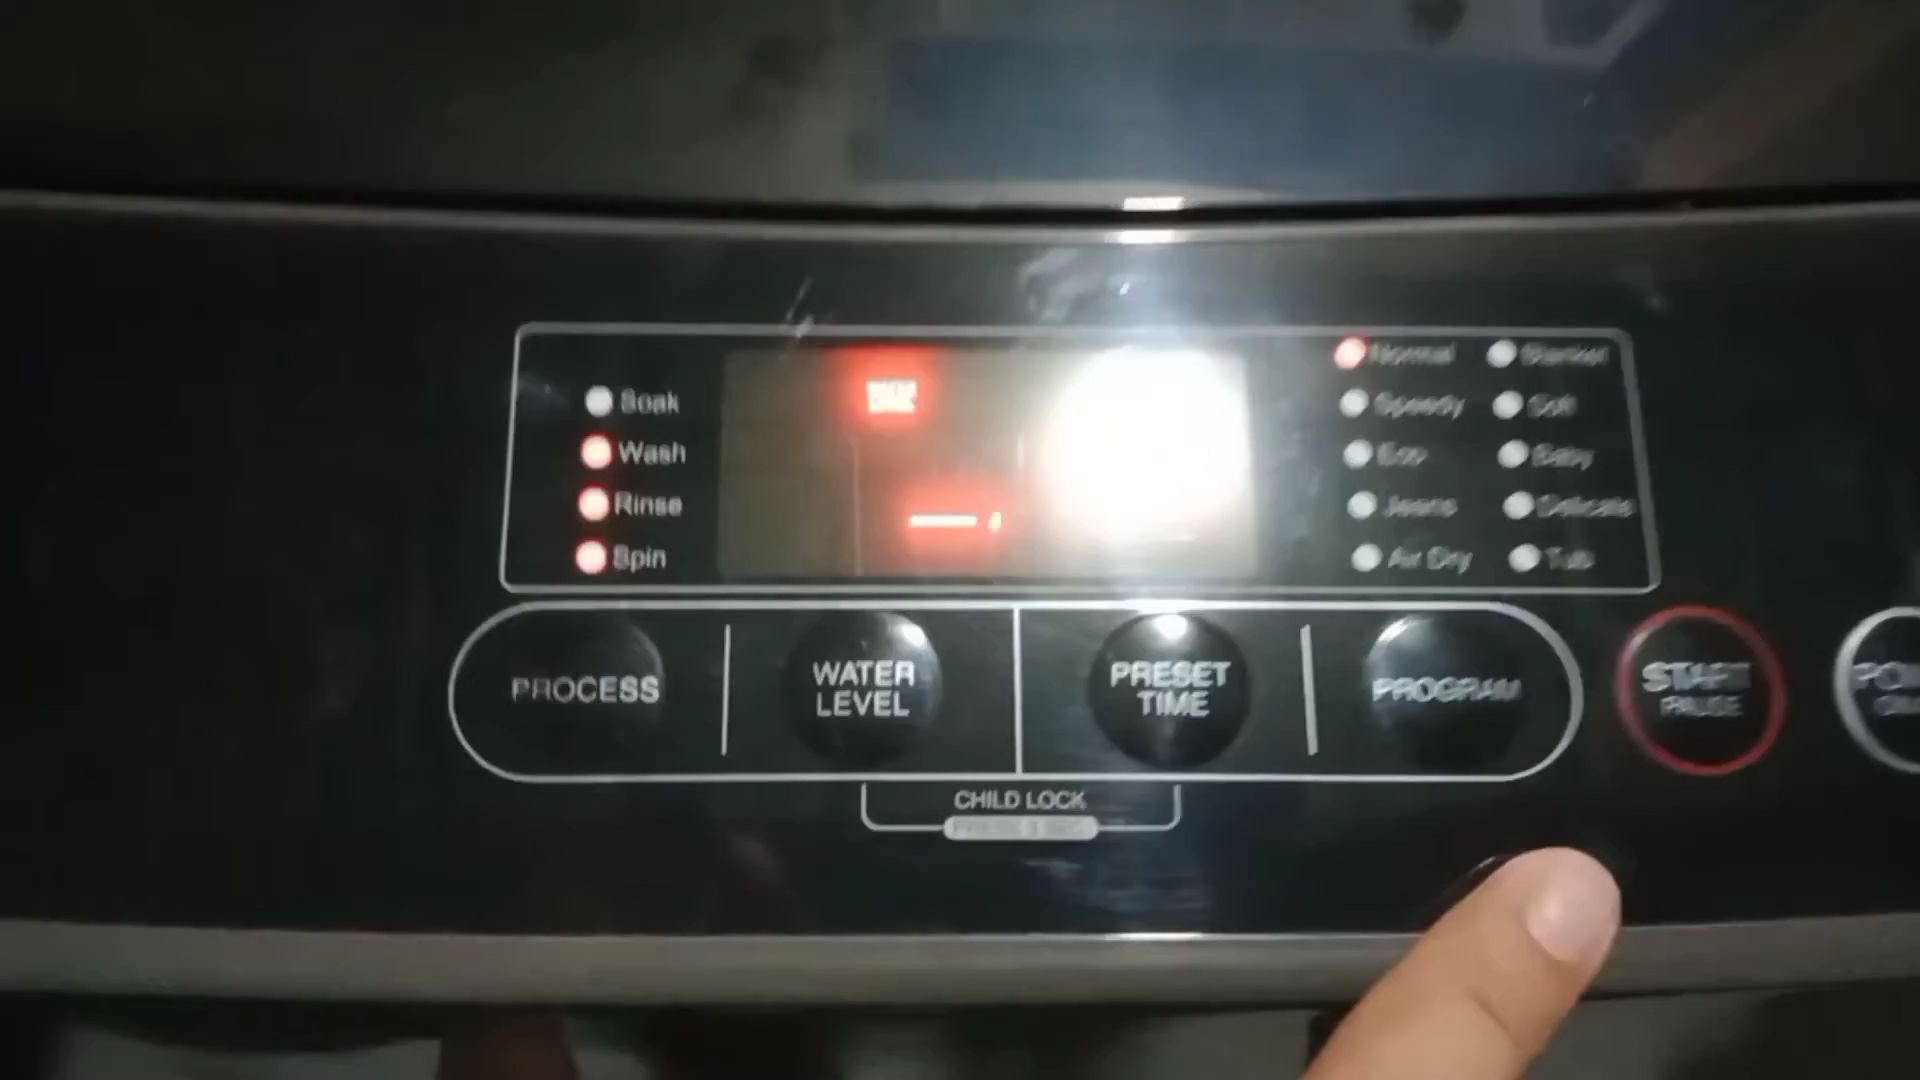 Soak
Wash
Rinse
Spin
Normal
Blanket
Speedy
Soft
Eco
Baby
Jeans
Delicate
Air Dry
Tub
PROCESS
WATER
LEVEL
PRESET
TIME
PROGRAM
START
PAUSE
CHILD LOCK